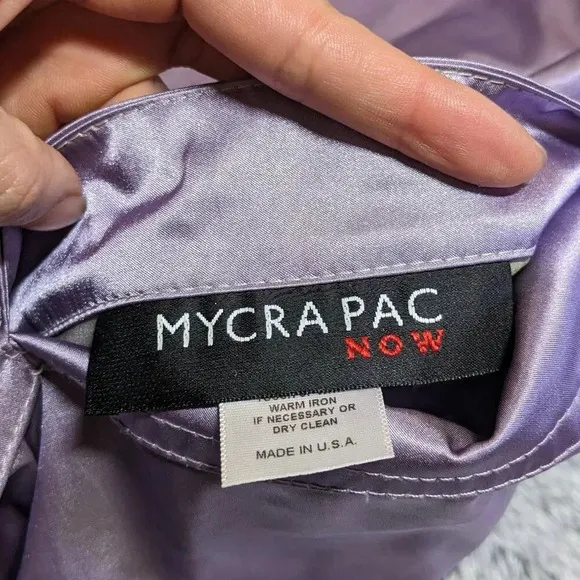 MYCRA PAC
NOW
WARM IRON
IF NECESSARY OR
DRY CLEAN
MADE IN U.S.A.